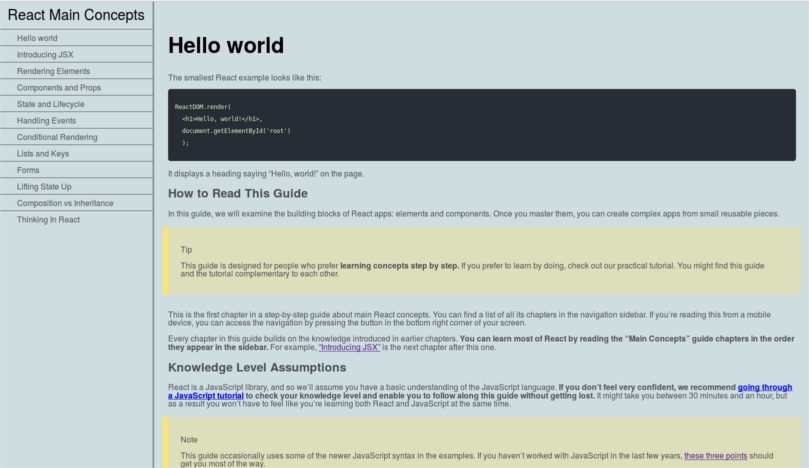 React Main Concepts
Hello world
Introducing JSX
Rendering Elements
Components and Props
State and Lifecycle
Handling Events
Conditional Rendering
Lists and Keys
Forms
Lifting State Up
Composition vs Inheritance
Thinking In React
Hello world
The smallest React example looks like this:
ReactDOM.render(
<h1>Hello, world!</h1>,
document.getElementById('root')
);
It displays a heading saying “Hello, world!” on the page.
How to Read This Guide
In this guide, we will examine the building blocks of React apps: elements and components. Once you master them, you can create complex apps from small reusable pieces.
Tip
This guide is designed for people who prefer learning concepts step by step. If you prefer to learn by doing, check out our practical tutorial. You might find this guide
and the tutorial complementary to each other.
This is the first chapter in a step-by-step guide about main React concepts. You can find a list of all its chapters in the navigation sidebar. If you’re reading this from a mobile
device, you can access the navigation by pressing the button in the bottom right corner of your screen.
Every chapter in this guide builds on the knowledge introduced in earlier chapters. You can learn most of React by reading the “Main Concepts” guide chapters in the order
they appear in the sidebar. For example, “Introducing JSX” is the next chapter after this one.
Knowledge Level Assumptions
React is a JavaScript library, and so we’ll assume you have a basic understanding of the JavaScript language. If you don’t feel very confident, we recommend going through
a JavaScript tutorial to check your knowledge level and enable you to follow along this guide without getting lost. It might take you between 30 minutes and an hour, but
as a result you won’t have to feel like you’re learning both React and JavaScript at the same time.
Note
This guide occasionally uses some of the newer JavaScript syntax in the examples. If you haven’t worked with JavaScript in the last few years, these three points should
get you most of the way.